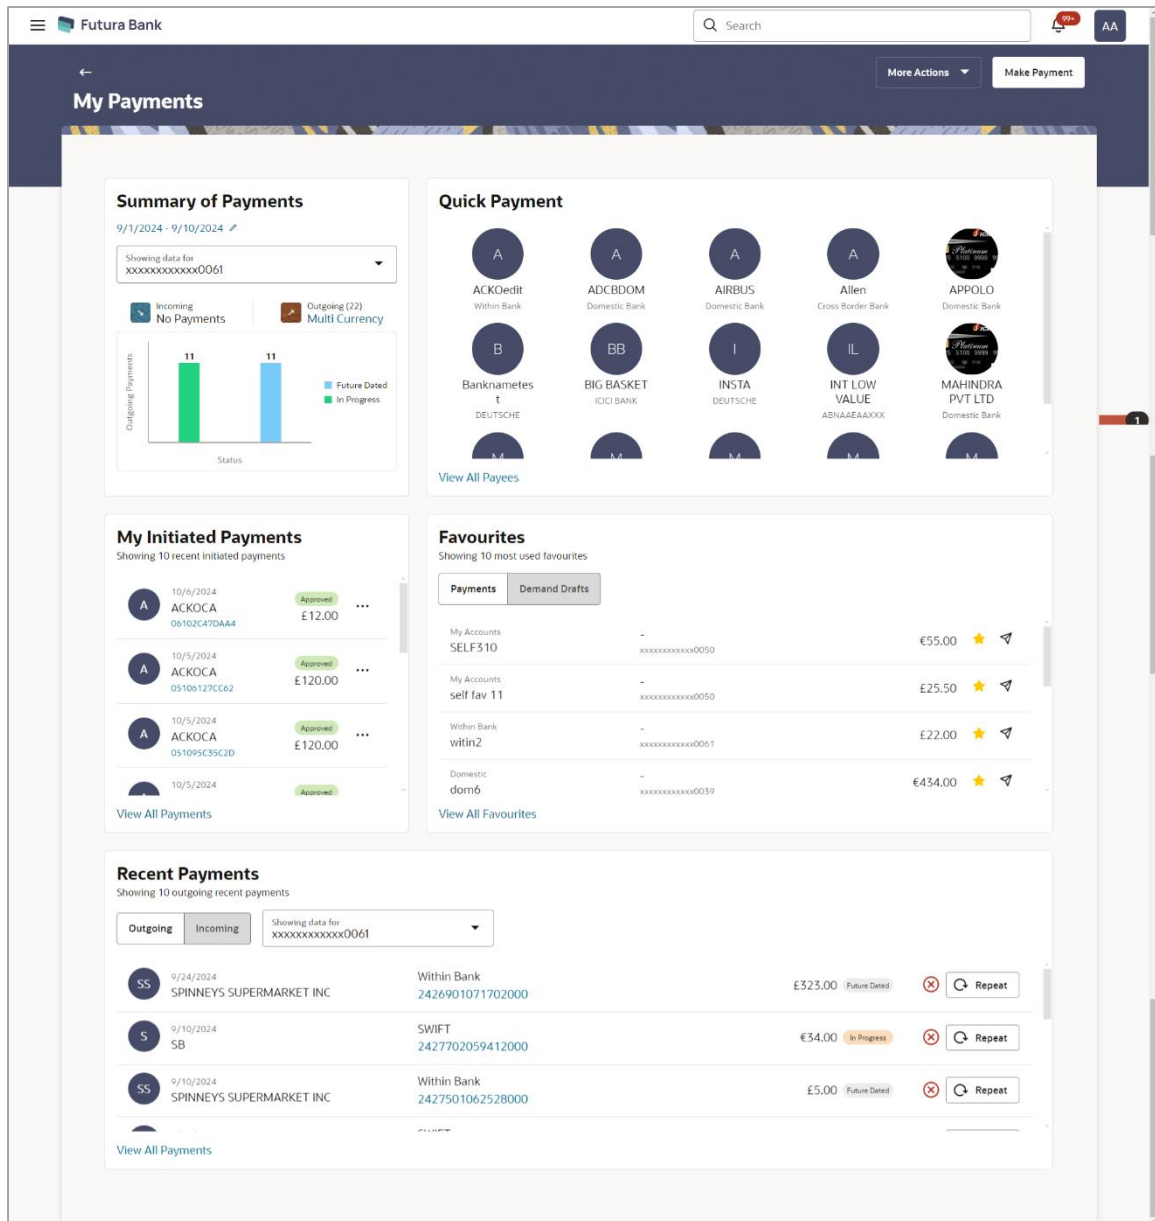 Futura Bank
Search
99+
AA
More Actions
Make Payment
My Payments
Summary of Payments
9/1/2024 - 9/10/2024
Showing data for
xxxxxxxxxxxx0061
Incoming
No Payments
Outgoing (22)
Multi Currency
Outgoing Payments
11
11
Future Dated
In Progress
Status
Quick Payment
A
A
A
A
ACKOedit
ADCBDOM
AIRBUS
Allen
APPOLO
Within Bank
Domestic Bank
Domestic Bank
Cross Border Bank
Domestic Bank
B
BB
I
IL
Banknametes
t
BIG BASKET
INSTA
INT LOW
VALUE
MAHINDRA
PVT LTD
DEUTSCHE
ICICI BANK
DEUTSCHE
ABNAAEAAXXX
Domestic Bank
M
M
M
M
M
View All Payees
1
My Initiated Payments
Showing 10 recent initiated payments
A
10/6/2024
ACKOCA
06102C47DAA4
Approved
£12.00
A
10/5/2024
ACKOCA
05106127CC62
Approved
£120.00
A
10/5/2024
ACKOCA
051095C35C2D
Approved
£120.00
10/5/2024
Approved
View All Payments
Favourites
Showing 10 most used favourites
Payments
Demand Drafts
My Accounts
SELF310
-
xxxxxxxxxxxx0050
€55.00
My Accounts
self fav 11
-
xxxxxxxxxxxx0050
£25.50
Within Bank
witin2
-
xxxxxxxxxxxx0061
£22.00
Domestic
dom6
-
xxxxxxxxxxxx0039
€434.00
View All Favourites
Recent Payments
Showing 10 outgoing recent payments
Outgoing
Incoming
Showing data for
xxxxxxxxxxxx0061
SS
9/24/2024
SPINNEYS SUPERMARKET INC
Within Bank
2426901071702000
£323.00
Future Dated
Repeat
S
9/10/2024
SB
SWIFT
2427702059412000
€34.00
In Progress
Repeat
SS
9/10/2024
SPINNEYS SUPERMARKET INC
Within Bank
2427501062528000
£5.00
Future Dated
Repeat
View All Payments